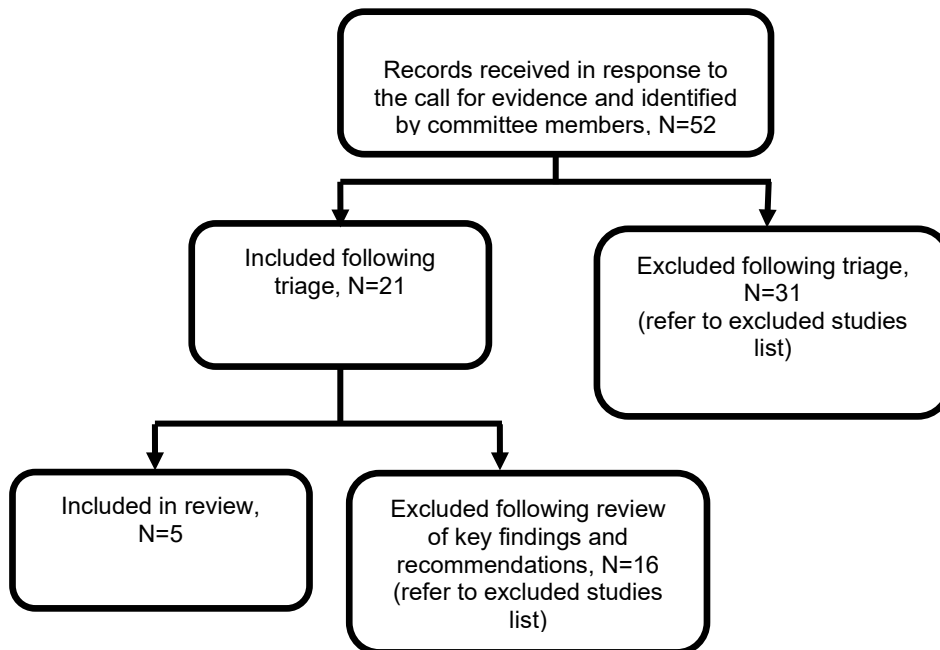 Records received in response to
the call for evidence and identified
by committee members, N=52
Included following
triage, N=21
Excluded following triage,
N=31
(refer to excluded studies
list)
Included in review,
N=5
Excluded following review
of key findings and
recommendations, N=16
(refer to excluded studies
list)